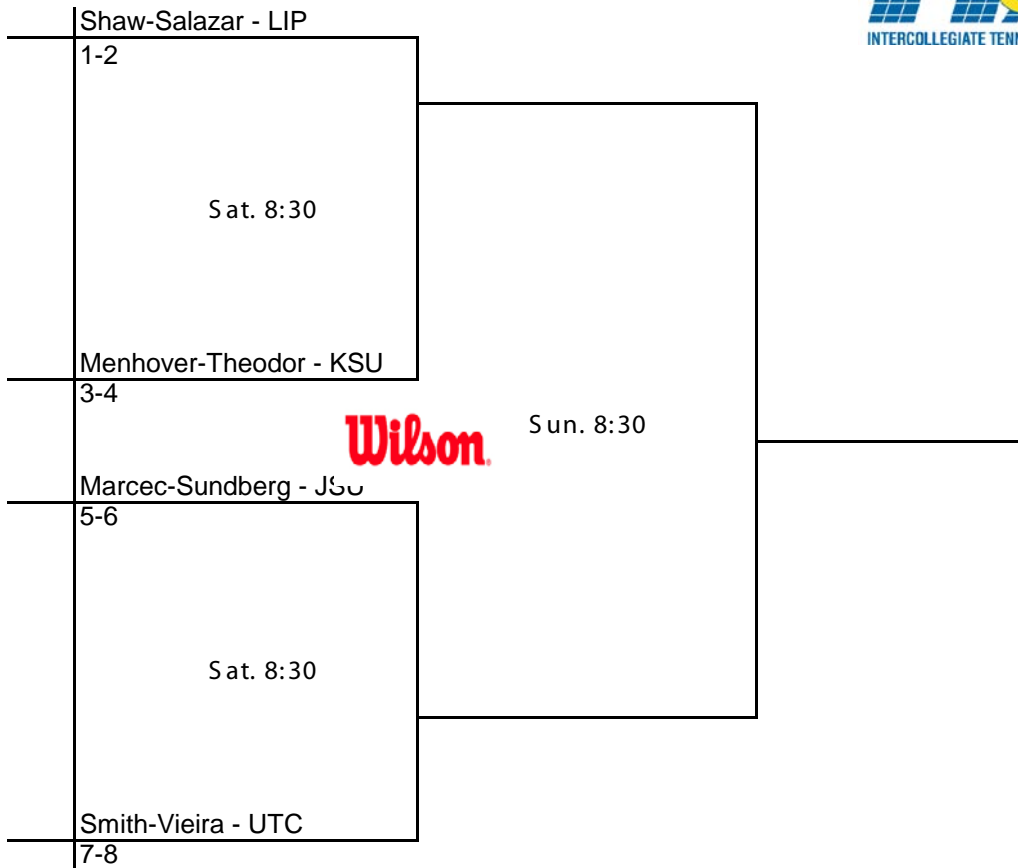 Shaw-Salazar - LIP
INTERCOLLEGIATE
1-2
Sat. 8:30
Menhover-Theodor - KSU
3-4
Wilson
Sun. 8:30
Marcec-Sundberg - JSU
5-6
Sat. 8:30
Smith-Vieira - UTC
7-8